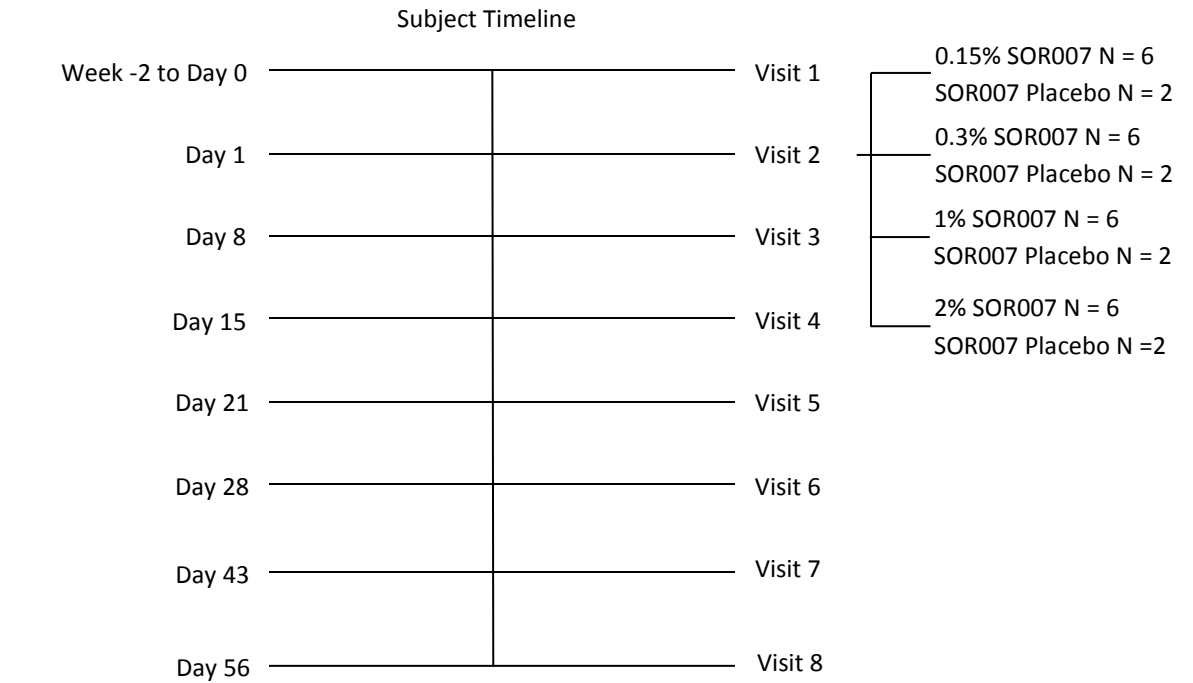 Subject Timeline
Week -2 to Day 0
Visit 1
0.15% SOR007 N = 6
SOR007 Placebo N = 2
Day 1
Visit 2
0.3% SOR007 N = 6
SOR007 Placebo N = 2
Day 8
Visit 3
1% SOR007 N = 6
SOR007 Placebo N = 2
Day 15
Visit 4
2% SOR007 N = 6
SOR007 Placebo N =2
Day 21
Visit 5
Day 28
Visit 6
Day 43
Visit 7
Day 56
Visit 8